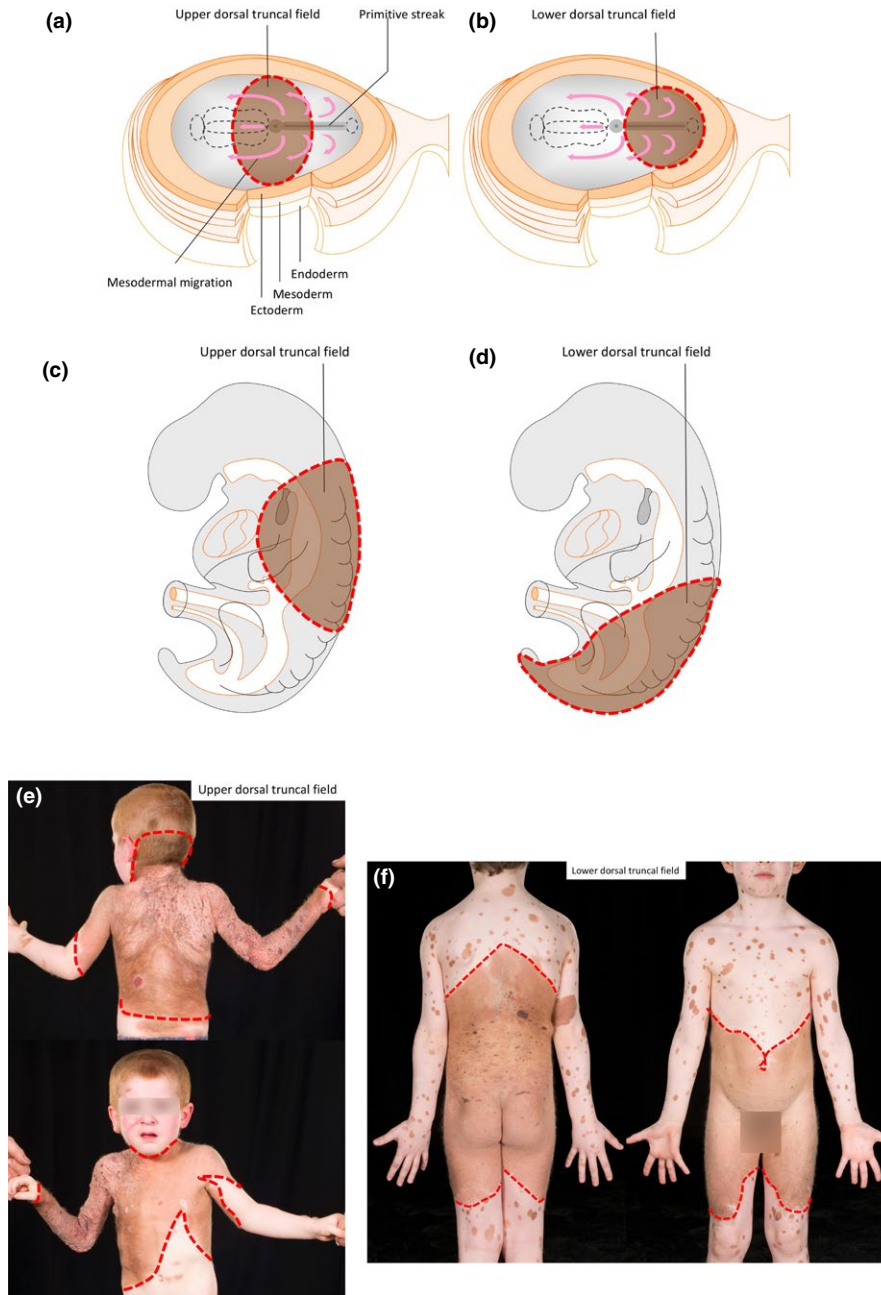 (a)
Upper dorsal truncal field
Primitive streak
(b)
Lower dorsal truncal field
Mesodermal migration
Endoderm
Mesoderm
Ectoderm
(c)
Upper dorsal truncal field
(d)
Lower dorsal truncal field
(e)
Upper dorsal truncal field
(f)
Lower dorsal truncal field